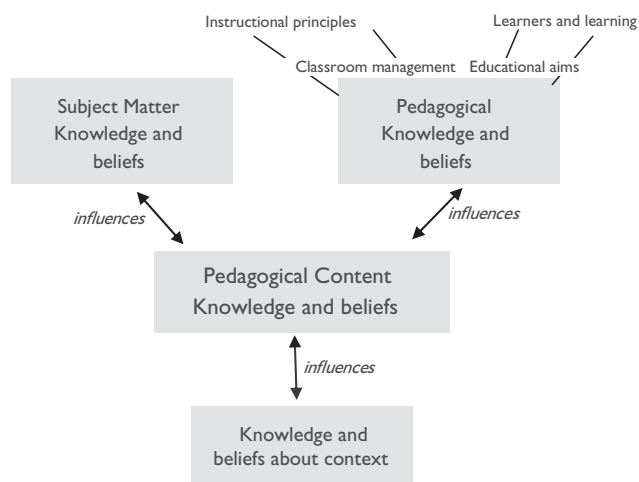 Instructional principles
Learners and learning
Classroom management
Educational aims
Subject Matter
Knowledge and
beliefs
Pedagogical
Knowledge and
beliefs
influences
influences
Pedagogical Content
Knowledge and beliefs
influences
Knowledge and
beliefs about context